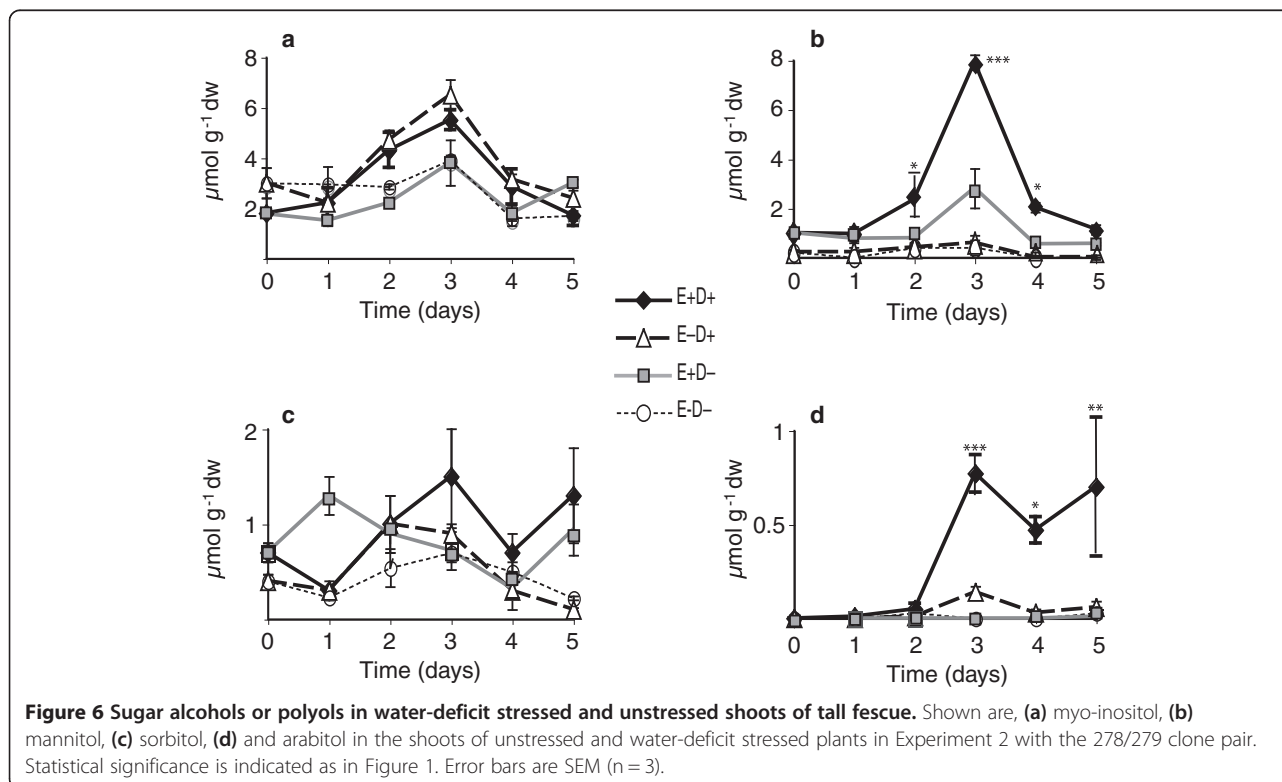 a
b
8
6
4
2
µmol g⁻¹ dw
0 1 2 3 4 5
Time (days)
8
6
4
2
µmol g⁻¹ dw
*
***
*
0 1 2 3 4 5
Time (days)
E+D+
E–D+
E+D–
E-D–
c
d
2
1
µmol g⁻¹ dw
0 1 2 3 4 5
Time (days)
1
0.5
µmol g⁻¹ dw
***
*
**
0 1 2 3 4 5
Time (days)
Figure 6 Sugar alcohols or polyols in water-deficit stressed and unstressed shoots of tall fescue. Shown are, (a) myo-inositol, (b)
mannitol, (c) sorbitol, (d) and arabitol in the shoots of unstressed and water-deficit stressed plants in Experiment 2 with the 278/279 clone pair.
Statistical significance is indicated as in Figure 1. Error bars are SEM (n = 3).